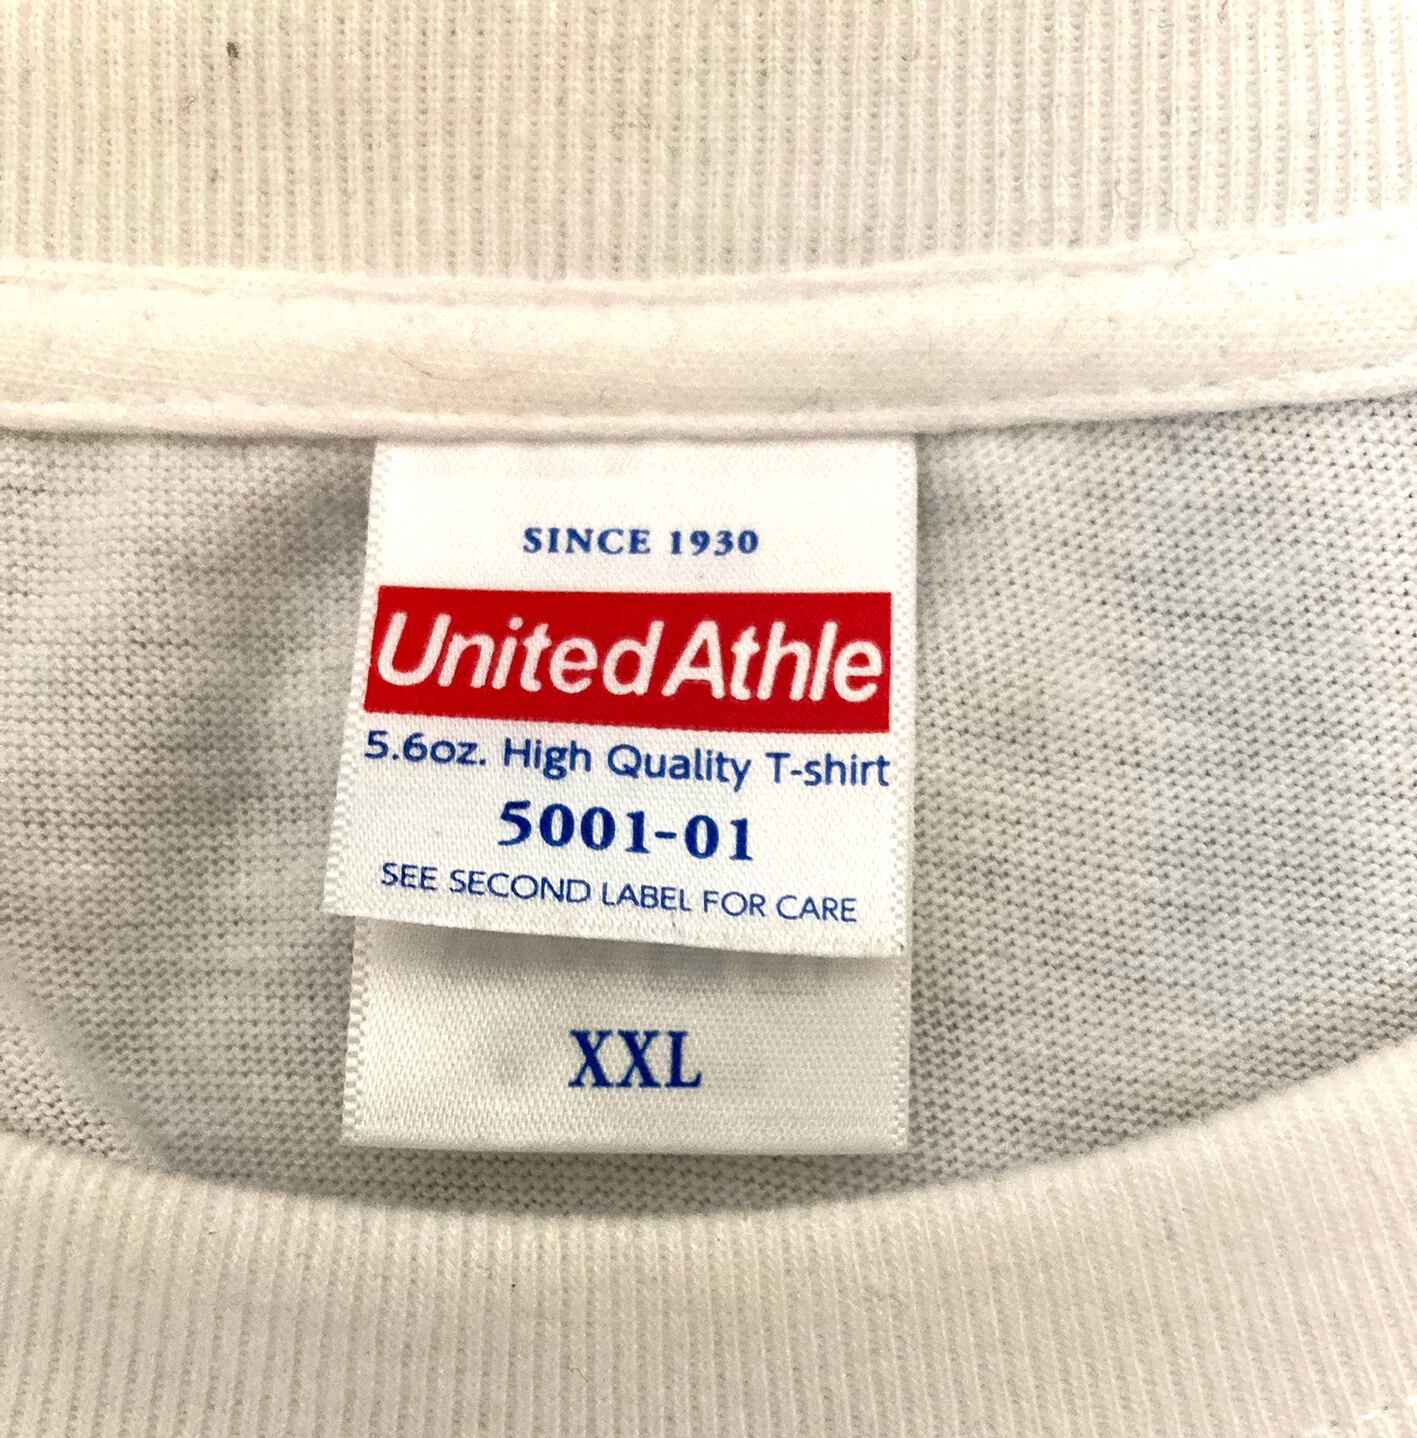 SINCE 1930
United Athle
5.6oz. High Quality T-shirt
5001-01
SEE SECOND LABEL FOR CARE
XXL